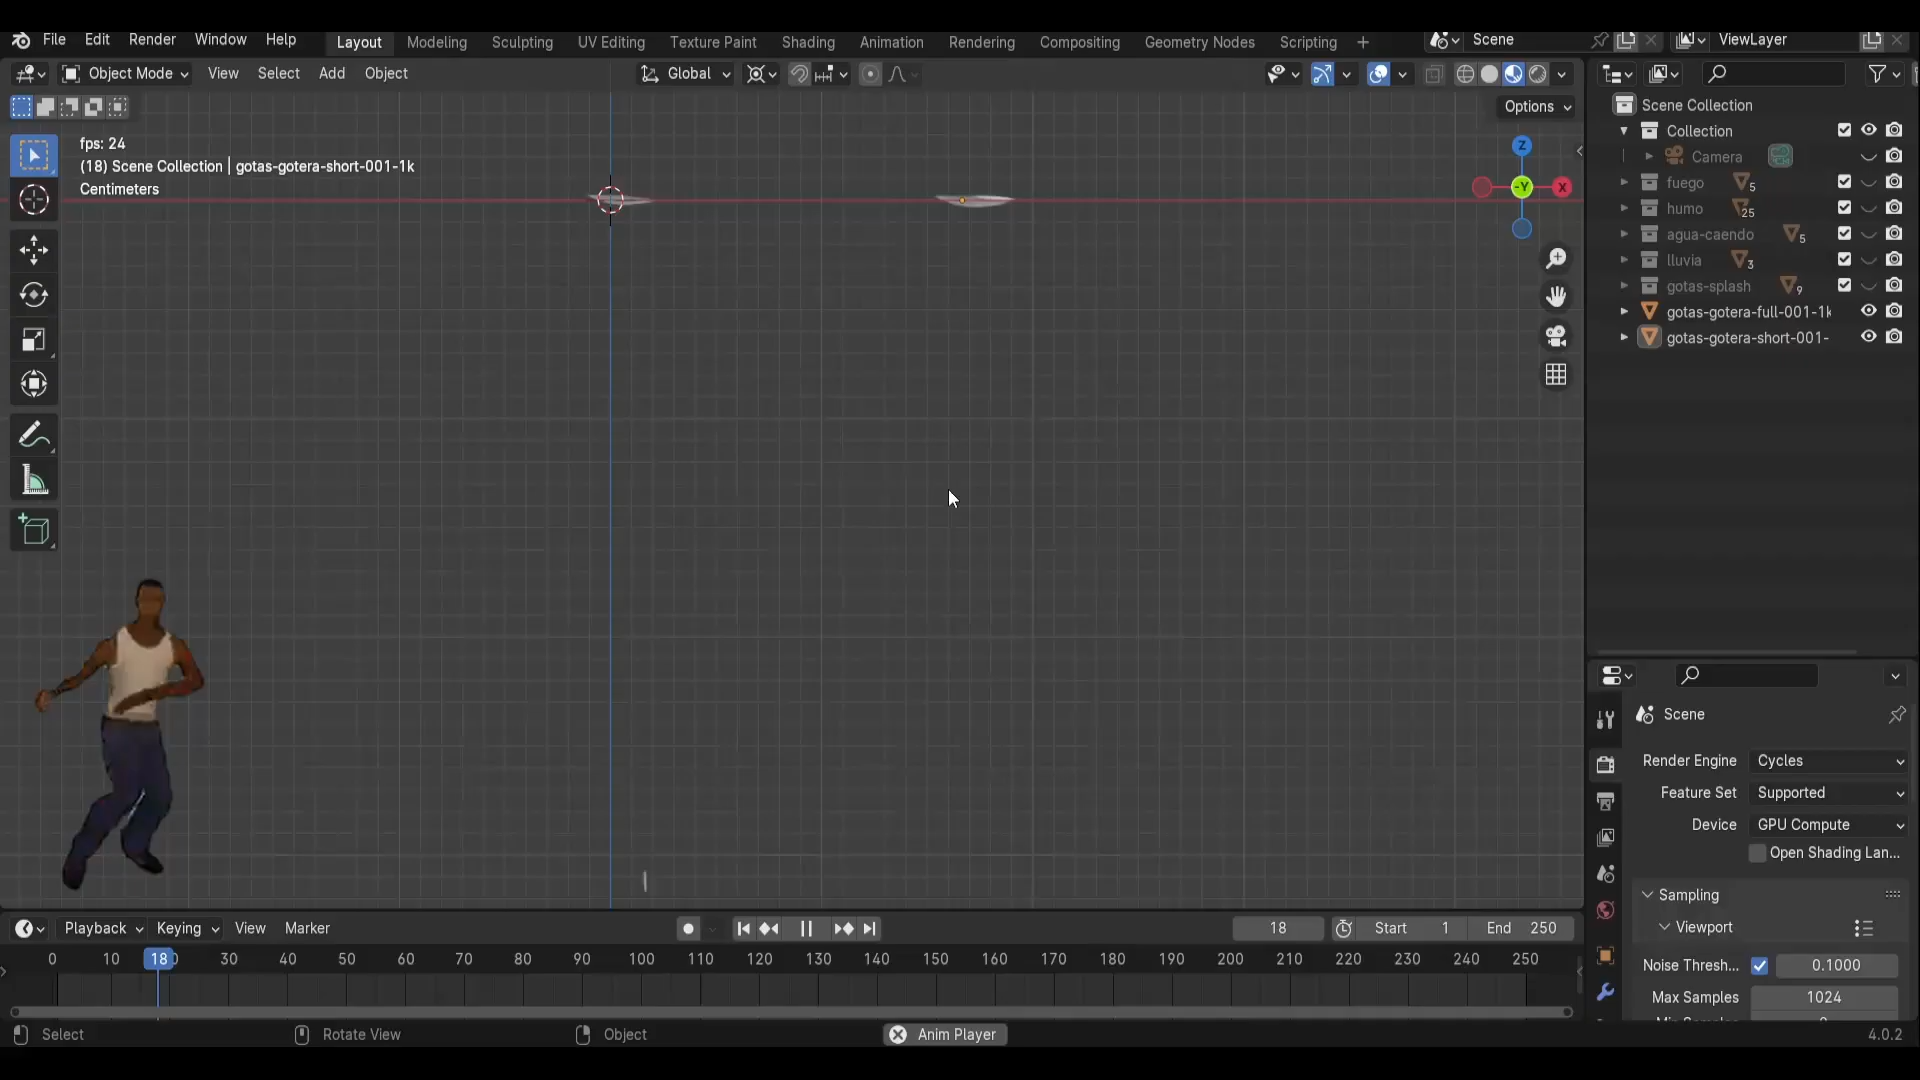 File Edit Render Window Help Layout Modeling Sculpting UV Editing Texture Paint Shading Animation Rendering Compositing Geometry Nodes Scripting Scene ViewLayer
Object Mode View Select Add Object Global
Options
fps: 24
(18) Scene Collection | gotas-gotera-short-001-1k
Centimeters
Z
-Y
X
Scene Collection
Collection
Camera
fuego 5
humo 25
agua-caendo 5
lluvia 3
gotas-splash 9
gotas-gotera-full-001-1k
gotas-gotera-short-001-
Scene
Render Engine Cycles
Feature Set Supported
Device GPU Compute
Open Shading Lan...
Sampling
Viewport
Noise Thresh... 0.1000
Max Samples 1024
Playback Keying View Marker 18 Start 1 End 250
0 10 18 30 40 50 60 70 80 90 100 110 120 130 140 150 160 170 180 190 200 210 220 230 240 250
Select Rotate View Object Anim Player 4.0.2